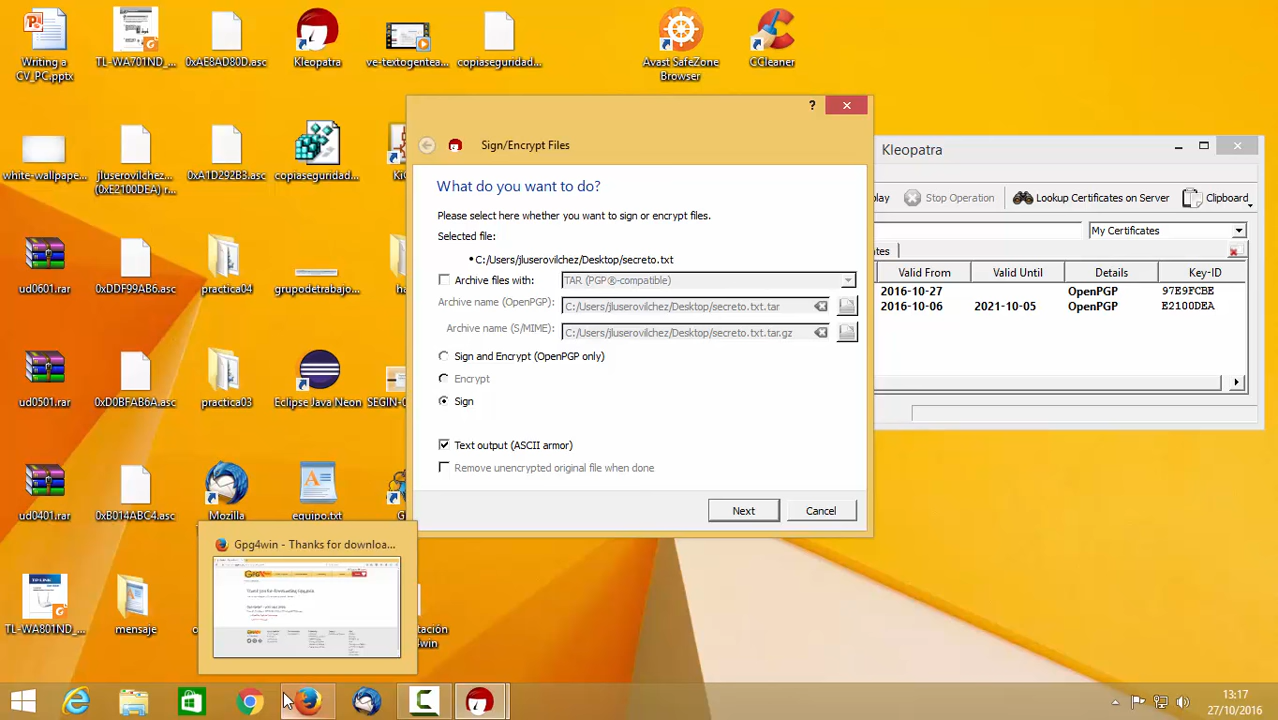 Writing a
CV_PC.pptx
TL-WA701ND_...
0xAE8AD80D.asc
Kleopatra
ve-textogentea...
copiaseguridad...
Avast SafeZone
Browser
CCleaner
white-wallpape...
jluserovilchez...
(0xE2100DEA) r...
0xA1D292B3.asc
copiaseguridad...
ud0601.rar
0xDDF99AB6.asc
practica04
grupodetrabajo...
ud0501.rar
0xD0BFAB6A.asc
practica03
Eclipse Java Neon
SEGIN-0
ud0401.rar
0xB014ABC4.asc
Mozilla
equipo.txt
TL-WA801ND_...
mensaje
Sign/Encrypt Files
What do you want to do?
Please select here whether you want to sign or encrypt files.
Selected file:
•C:/Users/jluserovilchez/Desktop/secreto.txt
Archive files with:
TAR (PGP®-compatible)
Archive name (OpenPGP):
C:/Users/jluserovilchez/Desktop/secreto.txt.tar
Archive name (S/MIME):
C:/Users/jluserovilchez/Desktop/secreto.txt.tar.gz
Sign and Encrypt (OpenPGP only)
Encrypt
Sign
Text output (ASCII armor)
Remove unencrypted original file when done
Next
Cancel
Kleopatra
Stop Operation
Lookup Certificates on Server
Clipboard
My Certificates
Valid From Valid Until Details Key-ID
2016-10-27 OpenPGP 97E9FCBE
2016-10-06 2021-10-05 OpenPGP E2100DEA
Gpg4win - Thanks for downloa...
13:17
27/10/2016